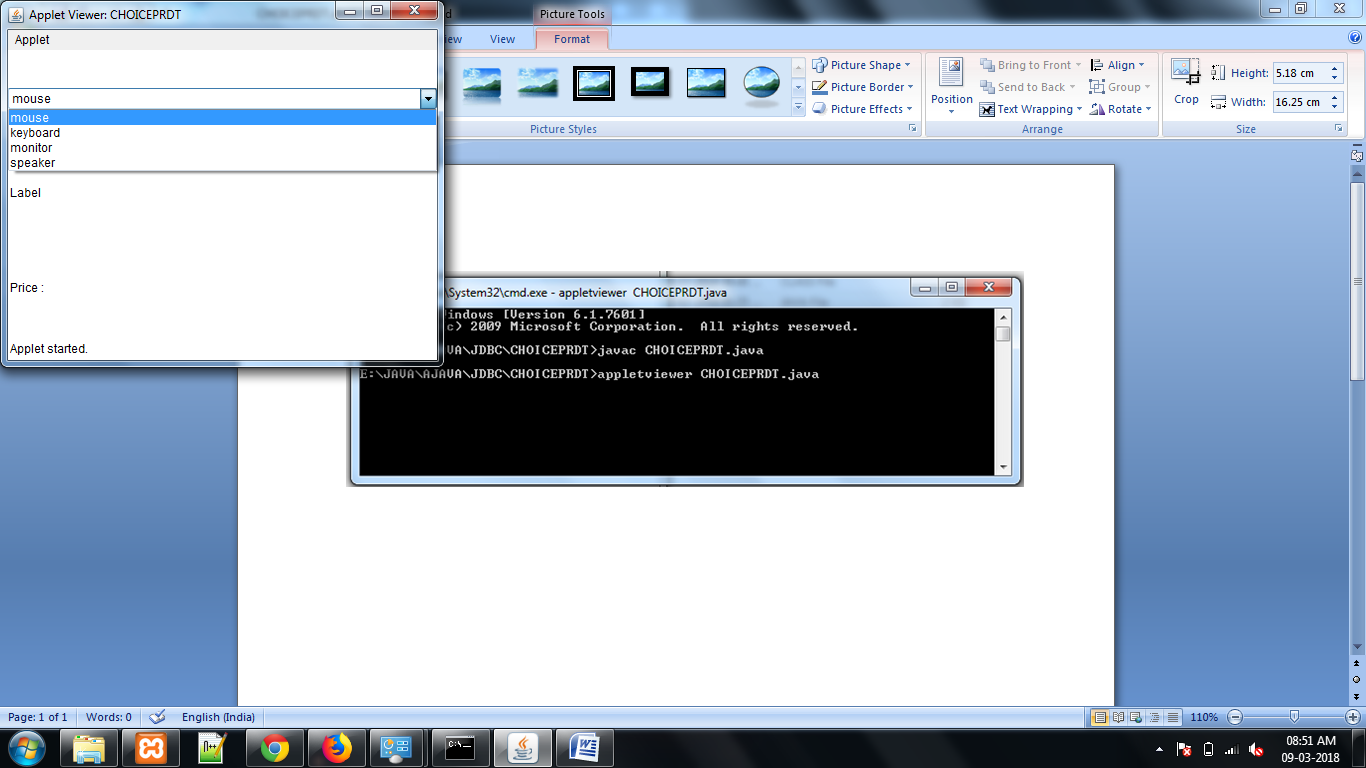 Applet Viewer: CHOICEPRDT
Applet
mouse
mouse
keyboard
monitor
speaker
Label
Price :
Applet started.
Picture Tools
View
Format
Picture Shape
Picture Border
Picture Effects
Picture Styles
Position
Bring to Front
Send to Back
Text Wrapping
Align
Group
Rotate
Arrange
Crop
Height: 5.18 cm
Width: 16.25 cm
Size
\System32\cmd.exe - appletviewer CHOICEPRDT.java
indows [Version 6.1.7601]
c) 2009 Microsoft Corporation. All rights reserved.
VA\JDBC\CHOICEPRDT>javac CHOICEPRDT.java
E:\JAVA\AJAVA\JDBC\CHOICEPRDT>appletviewer CHOICEPRDT.java
Page: 1 of 1
Words: 0
English (India)
110%
08:51 AM
09-03-2018